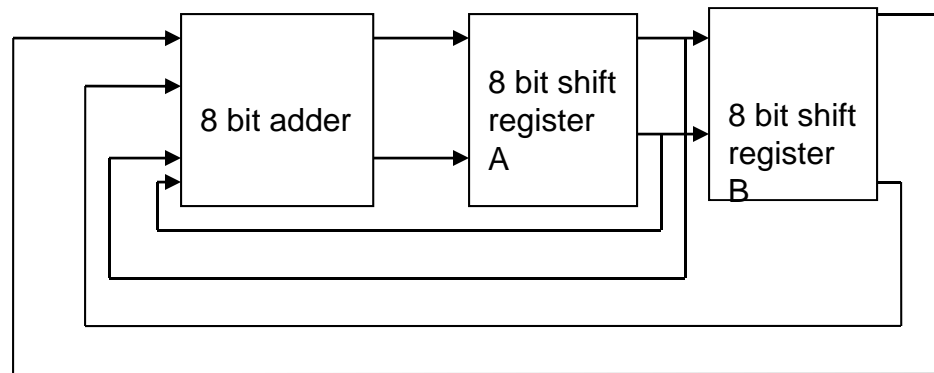 8 bit adder
8 bit shift
register
A
8 bit shift
register
B